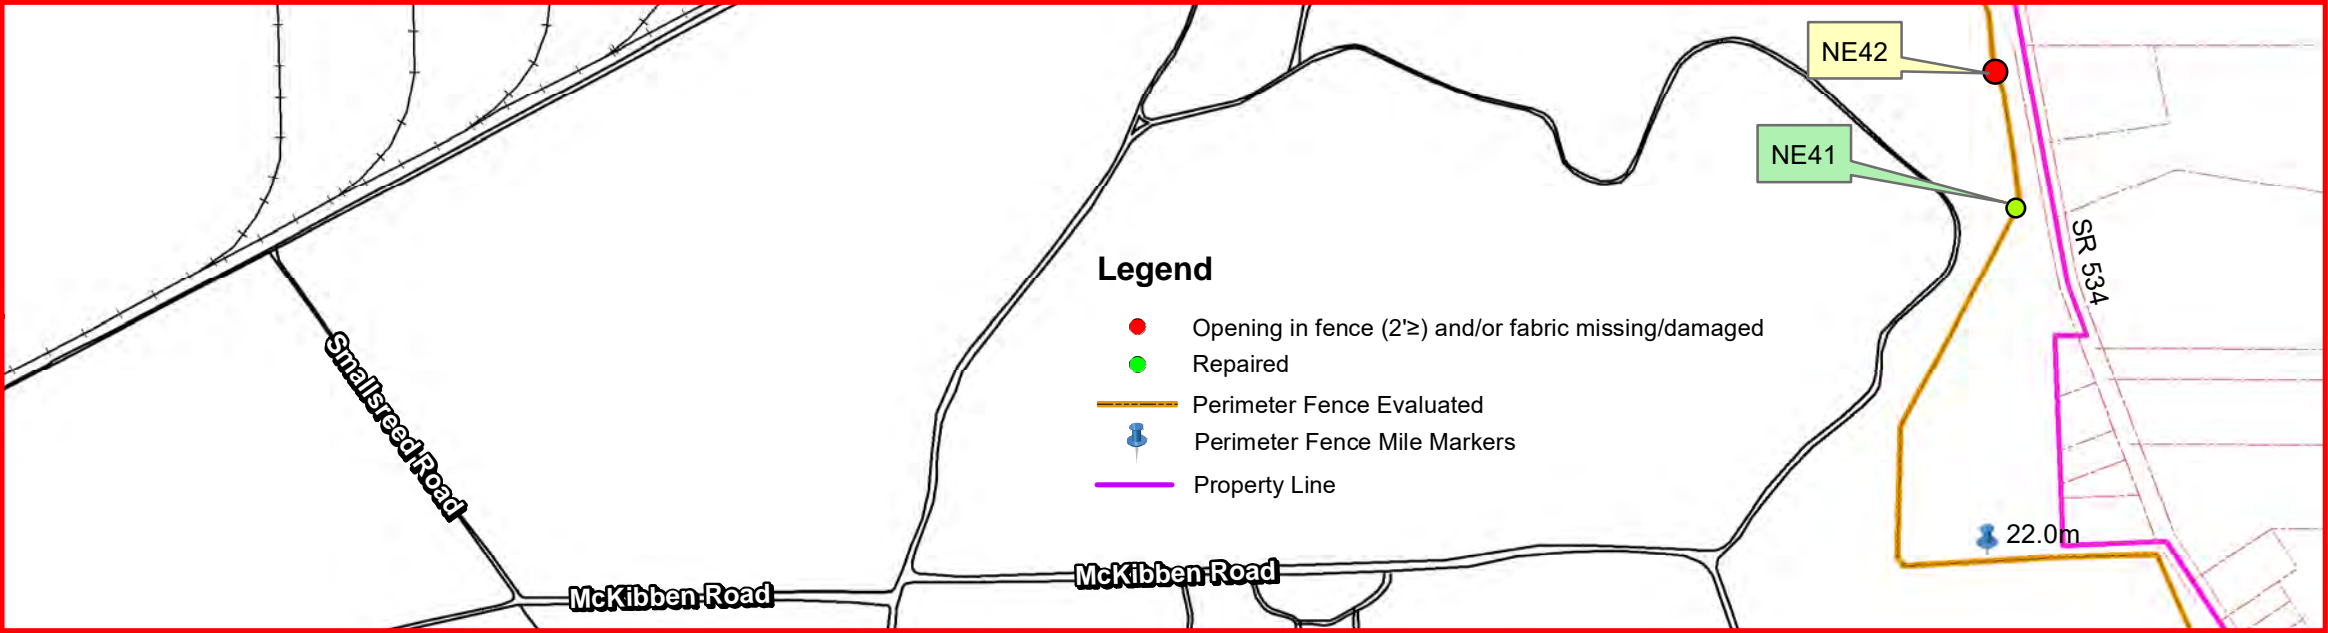 NE42
NE41
SR 534
Legend
Opening in fence (2'≥) and/or fabric missing/damaged
Repaired
Perimeter Fence Evaluated
Perimeter Fence Mile Markers
Property Line
Smallsreed Road
22.0m
McKibben Road
McKibben Road